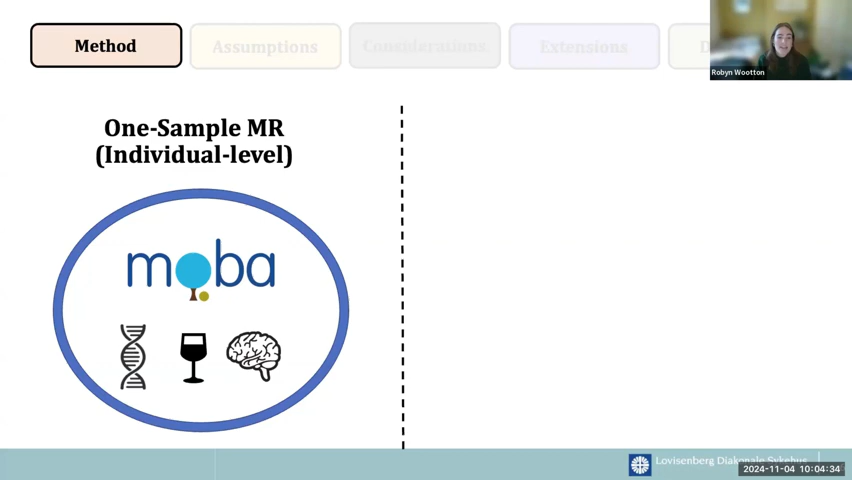 Method
Assumptions
Considerations
Extensions
D
Robyn Wootton
One-Sample MR
(Individual-level)
moba
Lovisenberg Diakonale Sykehus
2024-11-04 10:04:34